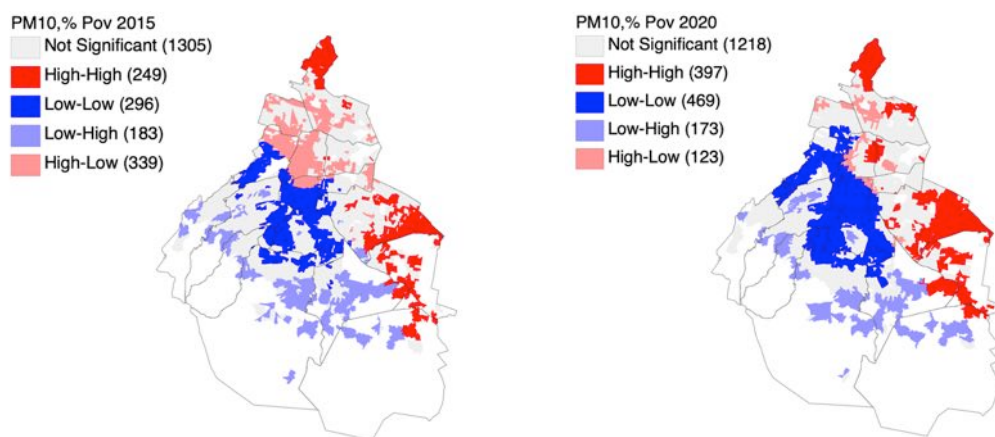 PM10,% Pov 2015
Not Significant (1305)
High-High (249)
Low-Low (296)
Low-High (183)
High-Low (339)
PM10,% Pov 2020
Not Significant (1218)
High-High (397)
Low-Low (469)
Low-High (173)
High-Low (123)